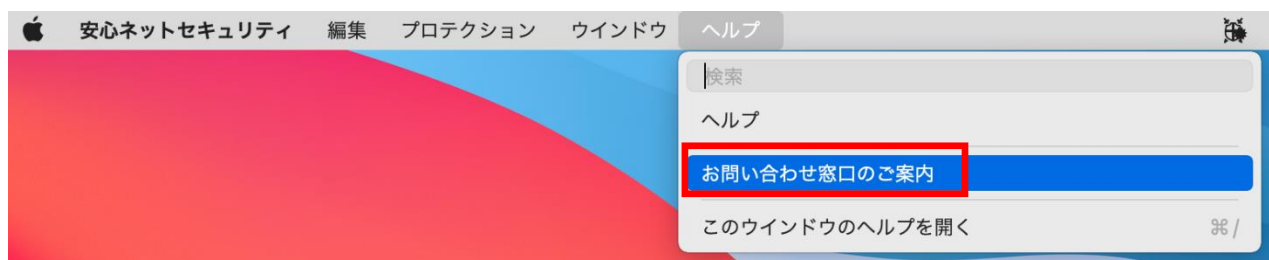 安心ネットセキュリティ 編集 プロテクション ウインドウ ヘルプ
検索
ヘルプ
お問い合わせ窓口のご案内
このウインドウのヘルプを開く ⌘/